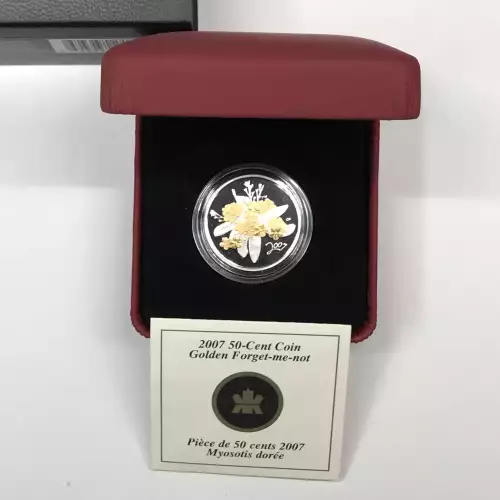 2007
2007 50-Cent Coin
Golden Forget-me-not
Pièce de 50 cents 2007
Myosotis dorée